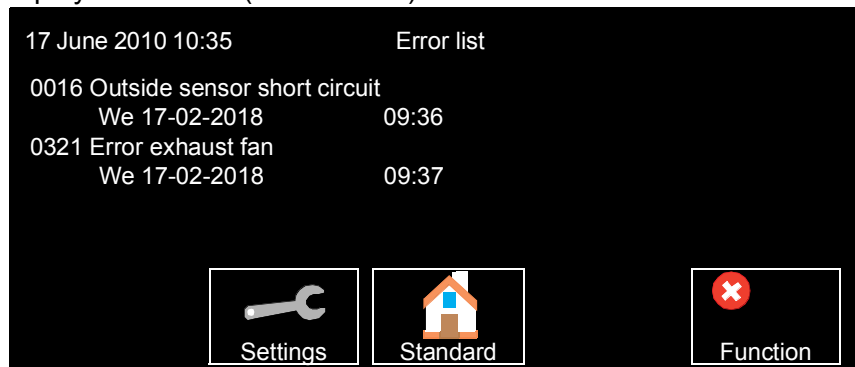 17 June 2010 10:35 Error list
0016 Outside sensor short circuit
We 17-02-2018 09:36
0321 Error exhaust fan
We 17-02-2018 09:37
Settings Standard Function